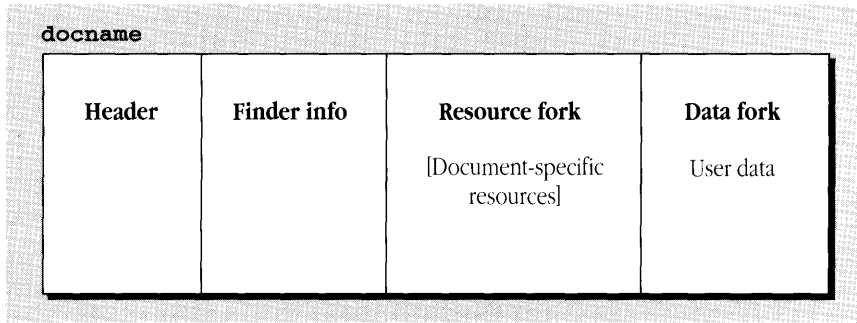 docname
Header
Finder info
Resource fork
Data fork
[Document-specific
resources]
User data